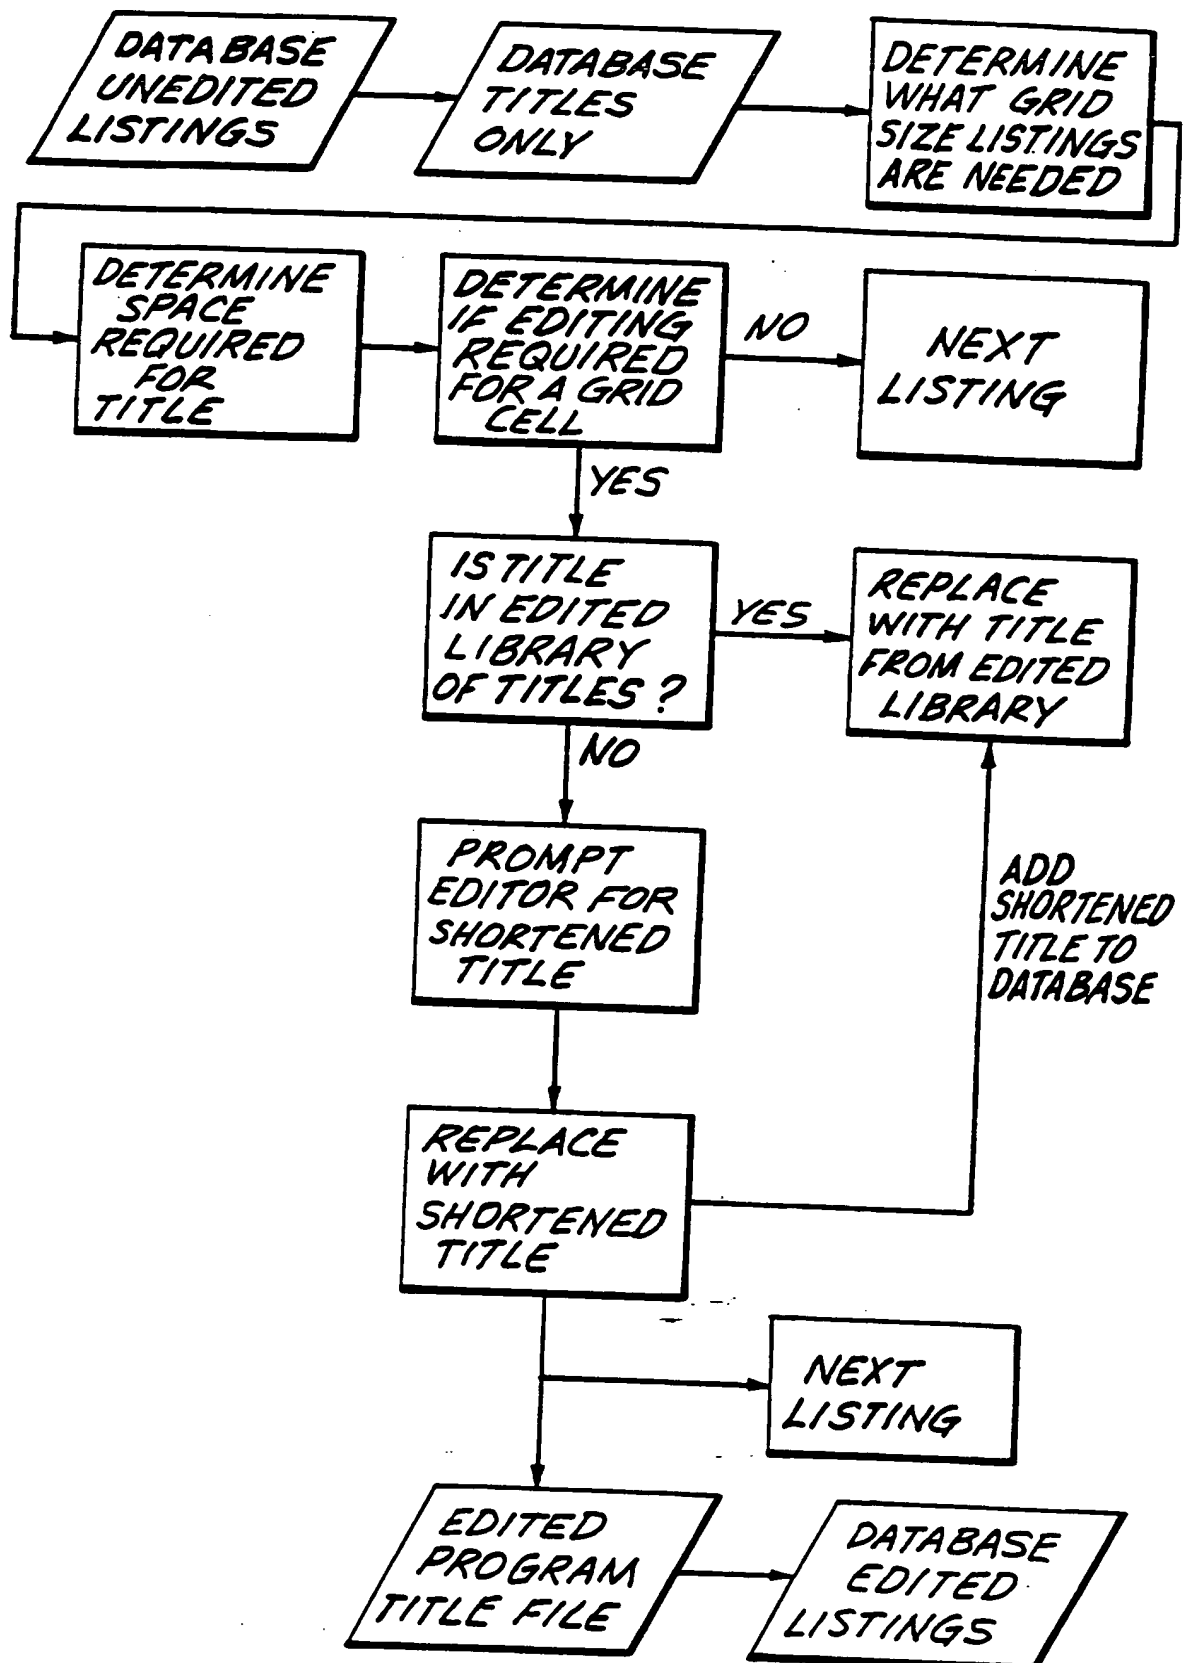 DATABASE
UNEDITED
LISTINGS
DATABASE
TITLES
ONLY
DETERMINE
WHAT GRID
SIZE LISTINGS
ARE NEEDED
DETERMINE
SPACE
REQUIRED
FOR
TITLE
DETERMINE
IF EDITING
REQUIRED
FOR A GRID
CELL
NO
NEXT
LISTING
YES
IS TITLE
IN EDITED
LIBRARY
OF TITLES?
YES
REPLACE
WITH TITLE
FROM EDITED
LIBRARY
NO
PROMPT
EDITOR FOR
SHORTENED
TITLE
ADD
SHORTENED
TITLE TO
DATABASE
REPLACE
WITH
SHORTENED
TITLE
NEXT
LISTING
EDITED
PROGRAM
TITLE FILE
DATABASE
EDITED
LISTINGS